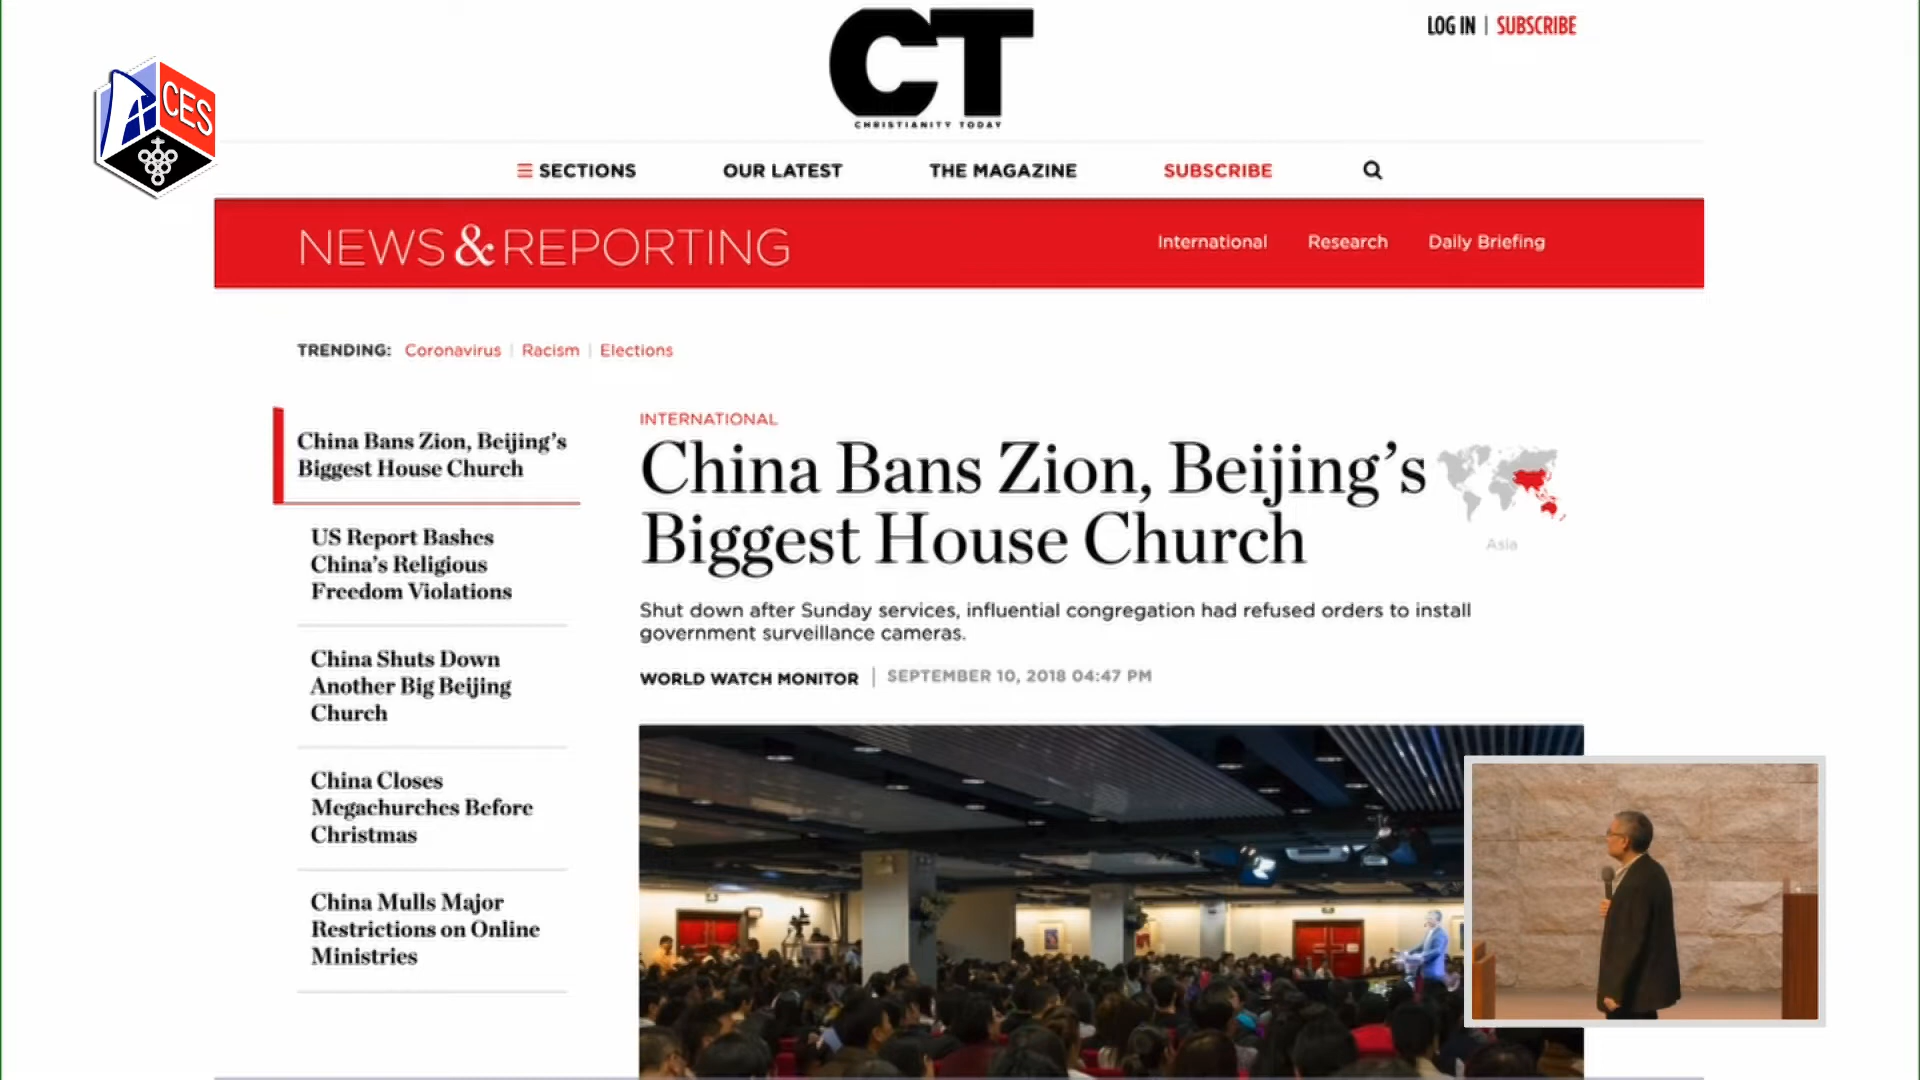 CT
CHRISTIANITY TODAY
LOG IN | SUBSCRIBE
CES
SECTIONS
OUR LATEST
THE MAGAZINE
SUBSCRIBE
NEWS & REPORTING
International
Research
Daily Briefing
TRENDING: Coronavirus | Racism | Elections
China Bans Zion, Beijing’s
Biggest House Church
US Report Bashes
China’s Religious
Freedom Violations
China Shuts Down
Another Big Beijing
Church
China Closes
Megachurches Before
Christmas
China Mulls Major
Restrictions on Online
Ministries
INTERNATIONAL
China Bans Zion, Beijing’s
Biggest House Church
Asia
Shut down after Sunday services, influential congregation had refused orders to install
government surveillance cameras.
WORLD WATCH MONITOR | SEPTEMBER 10, 2018 04:47 PM